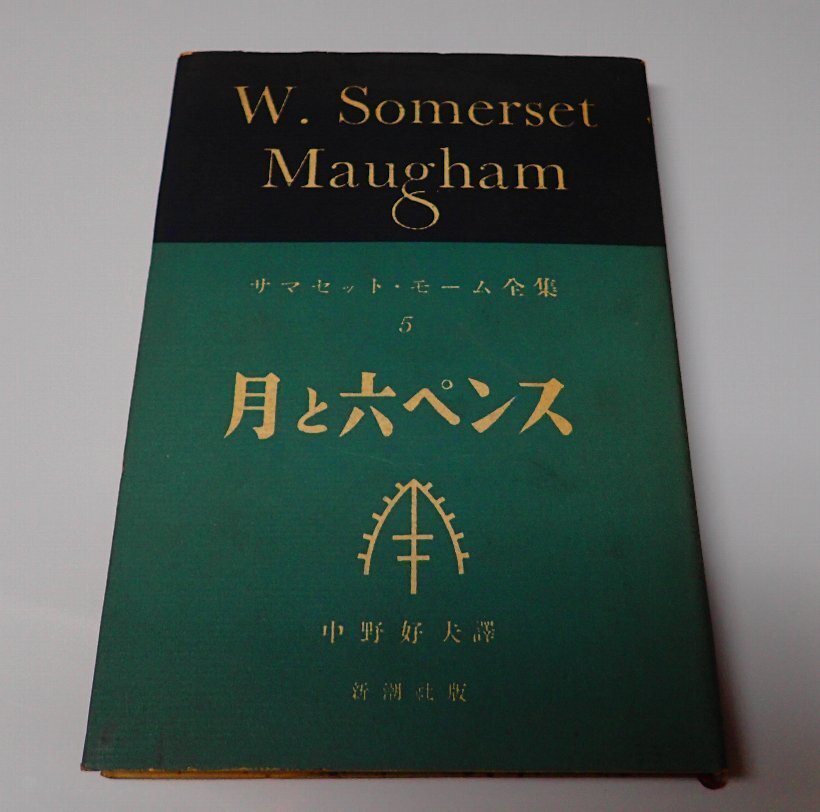 W. Somerset
Maugham
サマセット・モーム全集
5
月と六ペンス
中野好夫譯
新潮社版